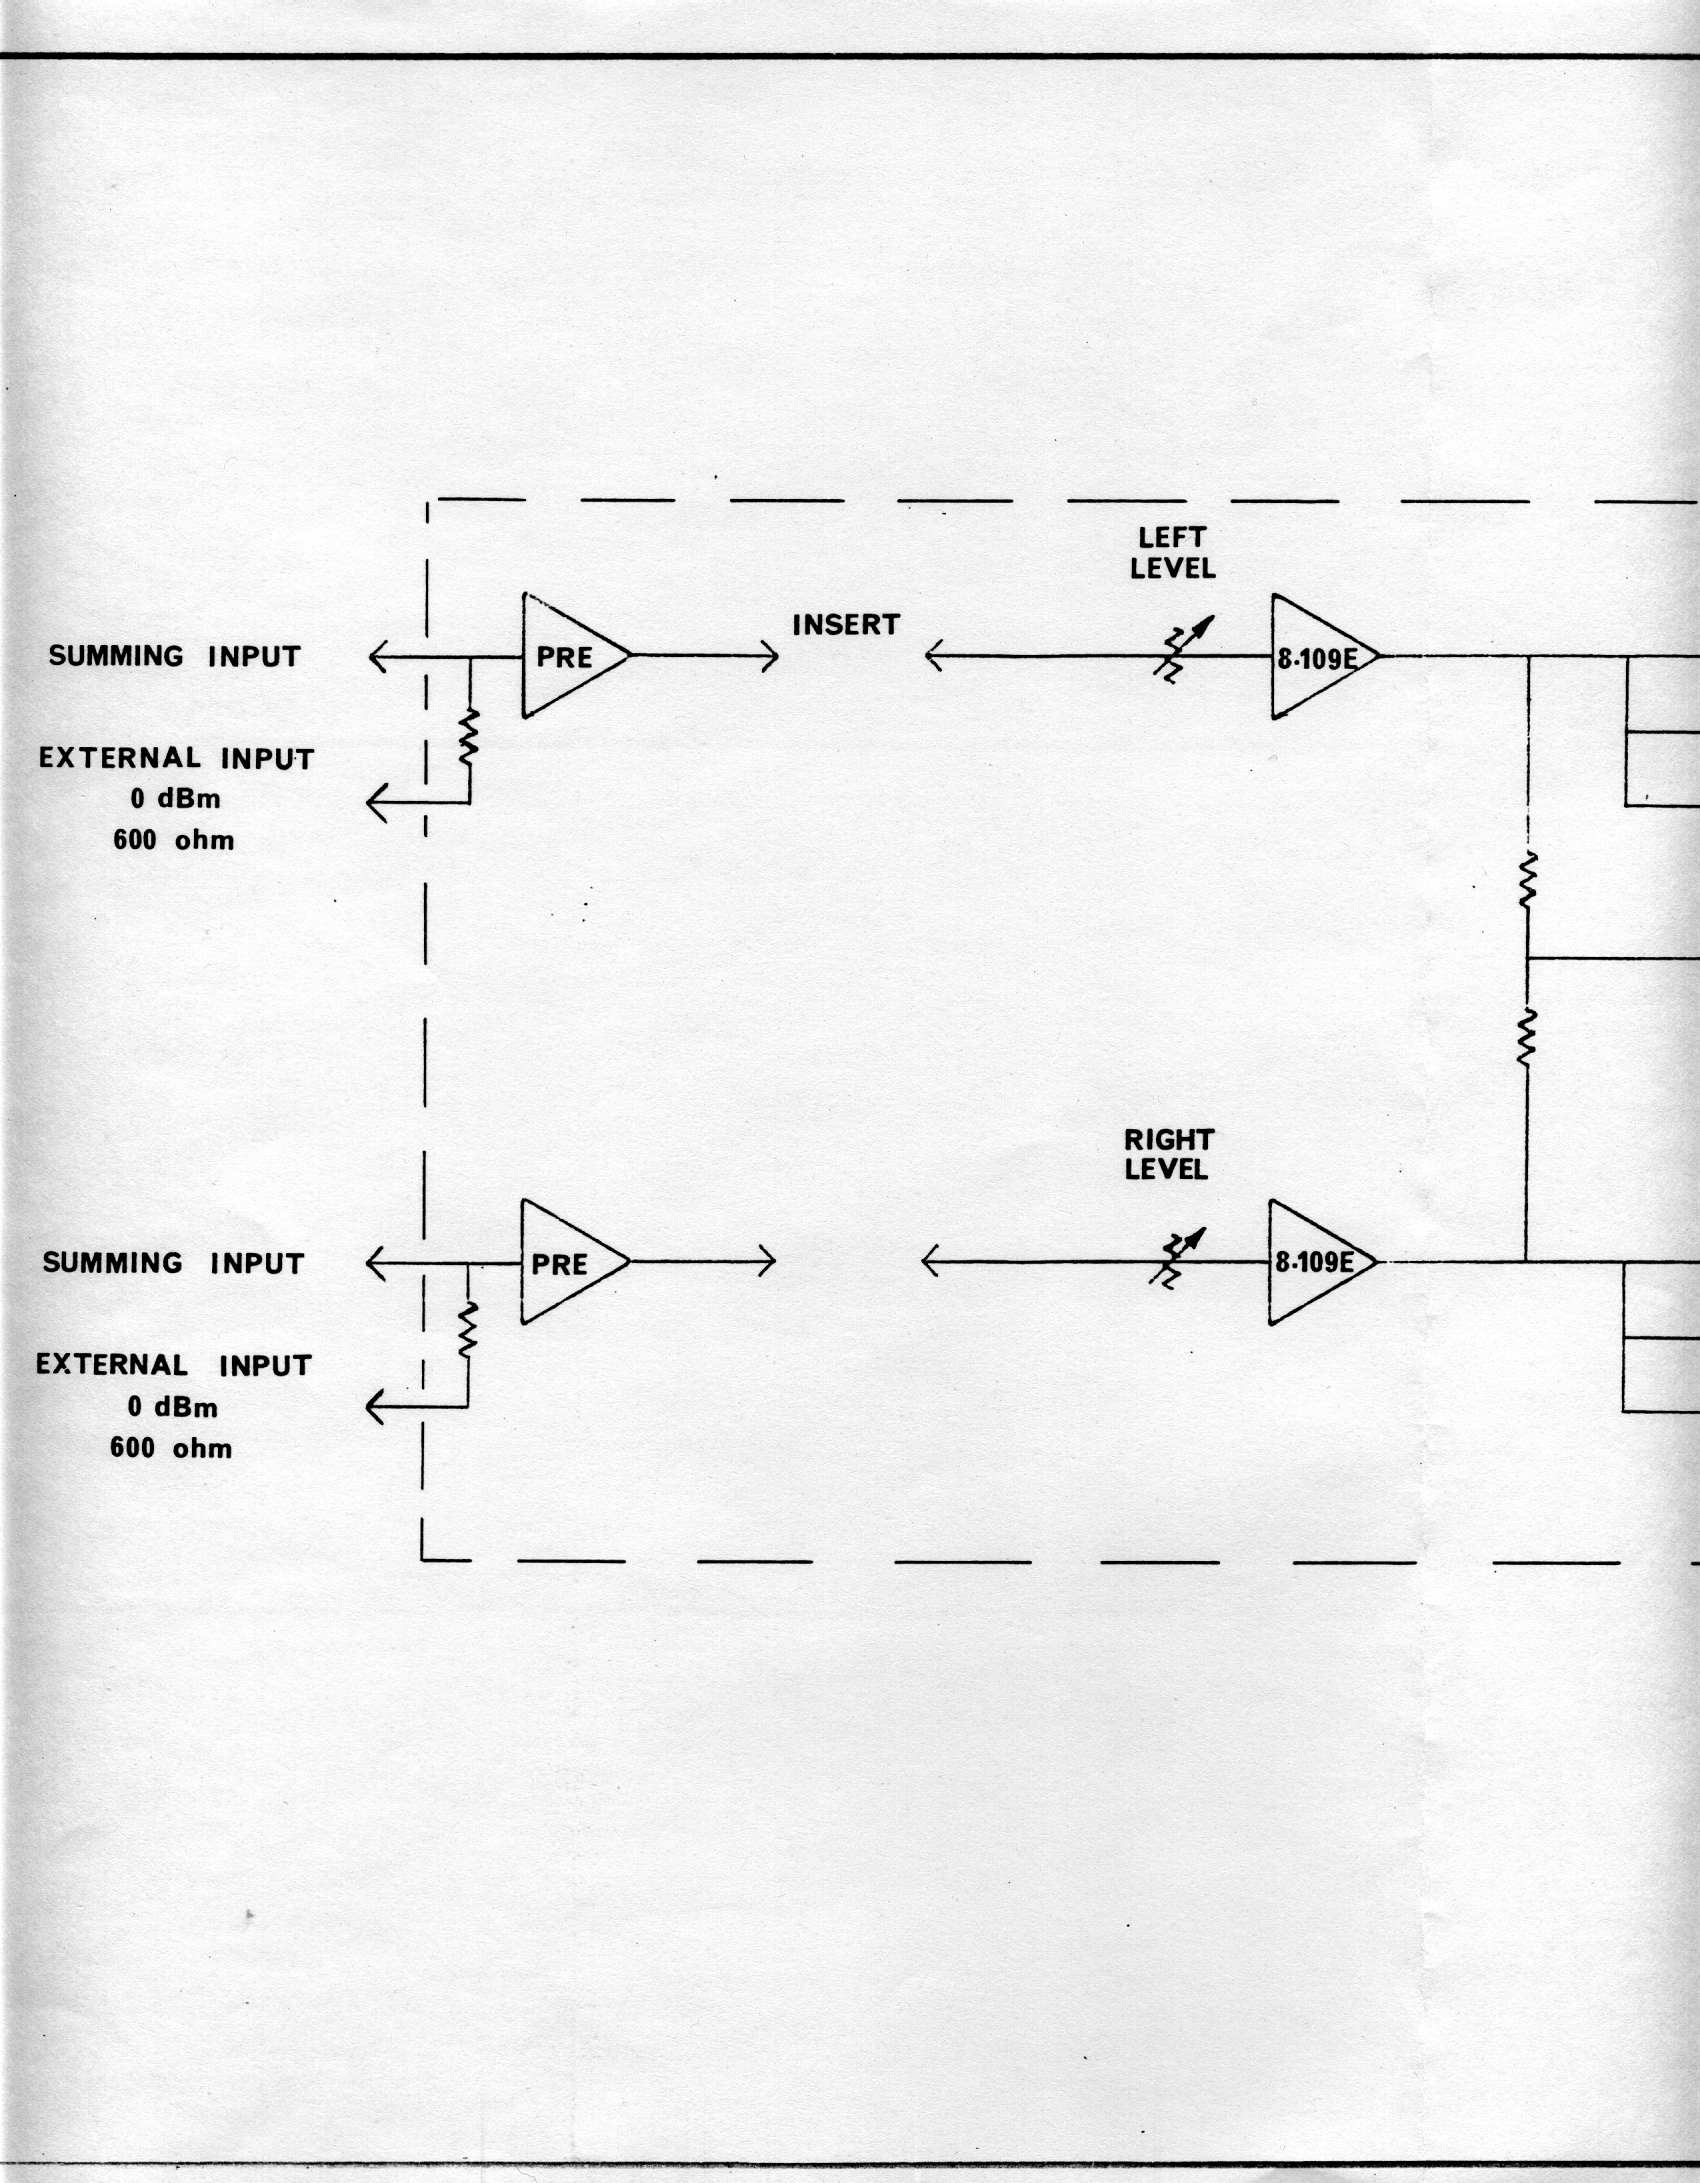 LEFT
LEVEL
INSERT
SUMMING INPUT
PRE
8-109E
EXTERNAL INPUT
0 dBm
600 ohm
RIGHT
LEVEL
SUMMING INPUT
PRE
8-109E
EXTERNAL INPUT
0 dBm
600 ohm